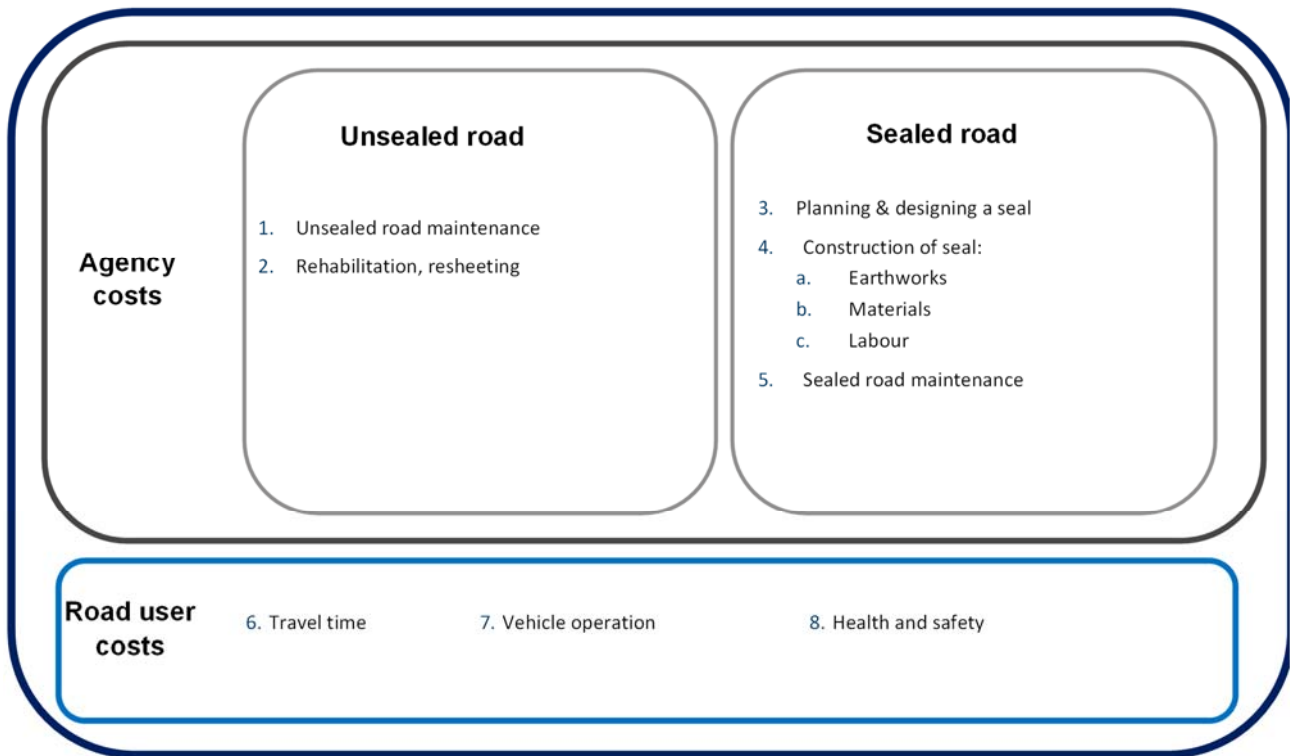 Agency
costs
Unsealed road
1. Unsealed road maintenance
2. Rehabilitation, resheeting
Sealed road
3. Planning & designing a seal
4. Construction of seal:
a. Earthworks
b. Materials
c. Labour
5. Sealed road maintenance
Road user
costs
6. Travel time
7. Vehicle operation
8. Health and safety